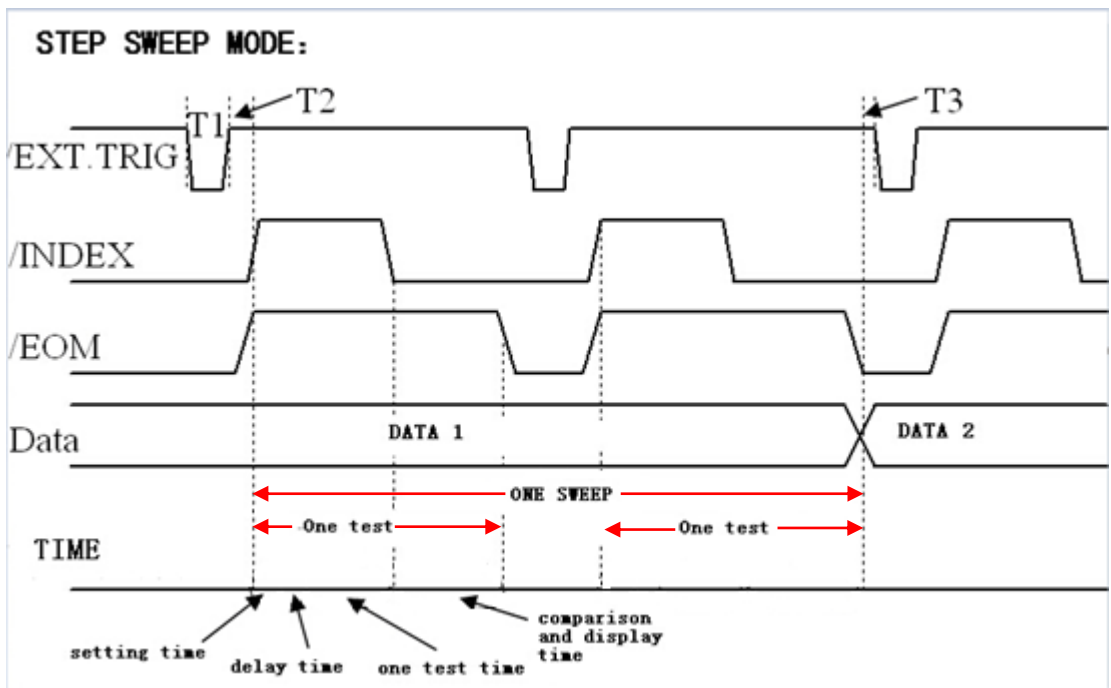 STEP SWEEP MODE:
T1
T2
T3
/EXT.TRIG
/INDEX
/EOM
Data
DATA 1
DATA 2
ONE SWEEP
One test
One test
TIME
setting time
delay time
one test time
comparison
and display
time